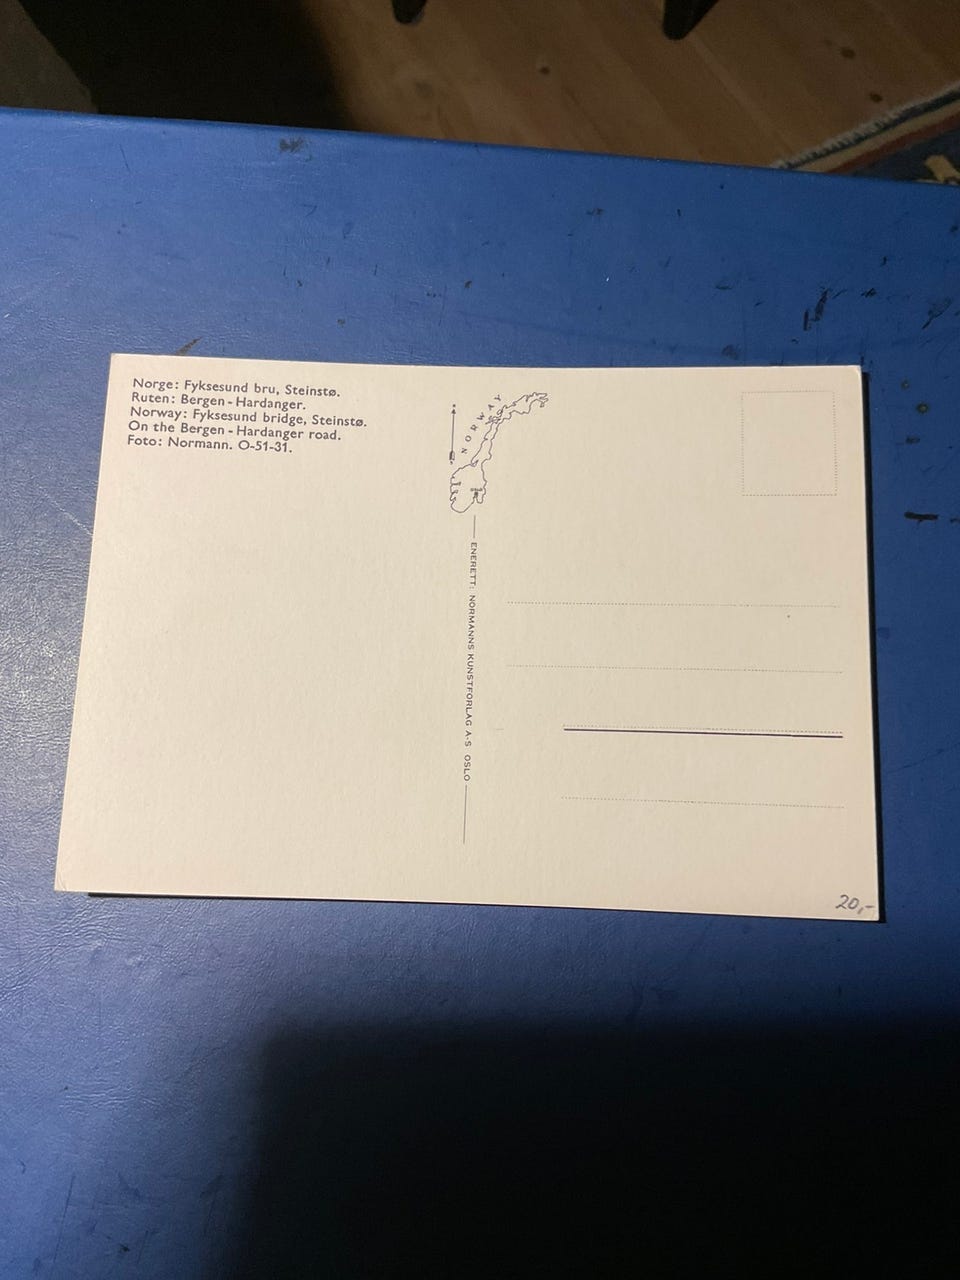 Norge: Fyksesund bru, Steinstø.
Ruten: Bergen - Hardanger.
Norway: Fyksesund bridge, Steinstø.
On the Bergen - Hardanger road.
Foto: Normann. O-51-31.
NORWAY
ENERETT: NORMANNS KUNSTFORLAG A-S OSLO
20,-